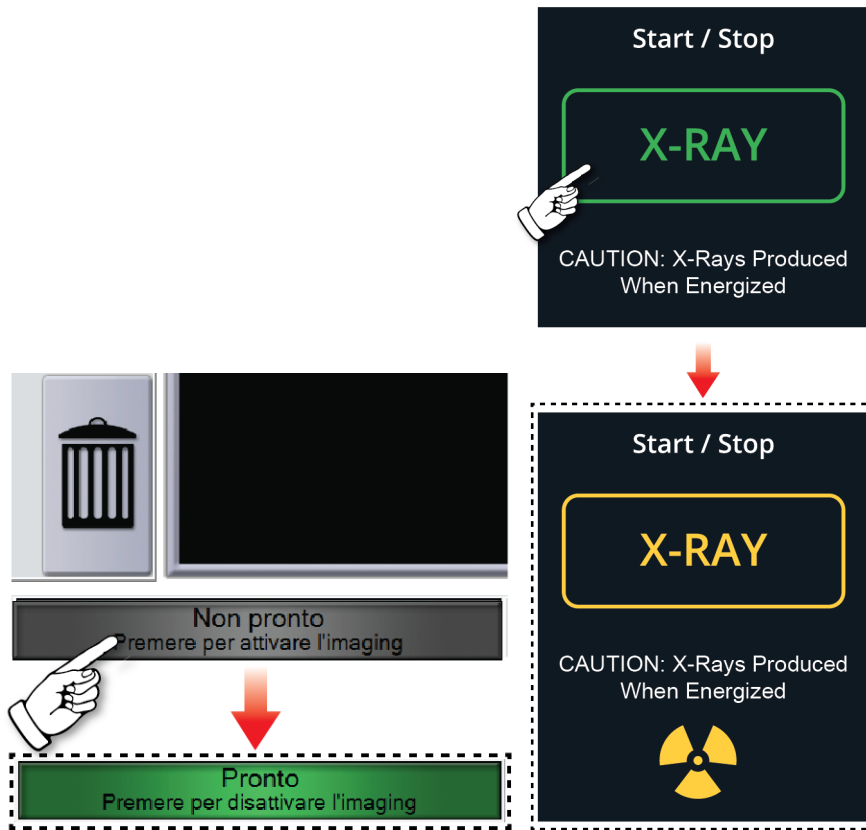 Start / Stop
X-RAY
CAUTION: X-Rays Produced
When Energized
Non pronto
Premere per attivare l'imaging
Pronto
Premere per disattivare l'imaging
Start / Stop
X-RAY
CAUTION: X-Rays Produced
When Energized